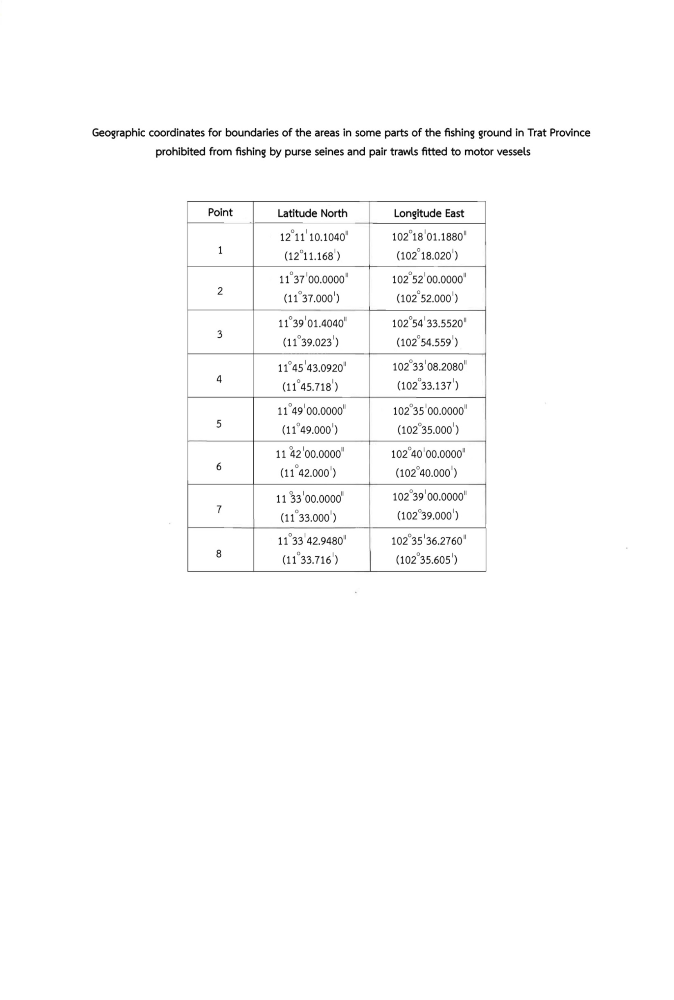 Geographic coordinates for boundaries of the areas in some parts of the fishing ground in Trat Province
prohibited from fishing by purse seines and pair trawls fitted to motor vessels
Point Latitude North Longitude East
1 12°11'10.1040" 102°18'01.1880"
(12°11.168') (102°18.020')
2 11°37'00.0000" 102°52'00.0000"
(11°37.000') (102°52.000')
3 11°39'01.4040" 102°54'33.5520"
(11°39.023') (102°54.559')
4 11°45'43.0920" 102°33'08.2080"
(11°45.718') (102°33.137')
5 11°49'00.0000" 102°35'00.0000"
(11°49.000') (102°35.000')
6 11°42'00.0000" 102°40'00.0000"
(11°42.000') (102°40.000')
7 11°33'00.0000" 102°39'00.0000"
(11°33.000') (102°39.000')
8 11°33'42.9480" 102°35'36.2760"
(11°33.716') (102°35.605')